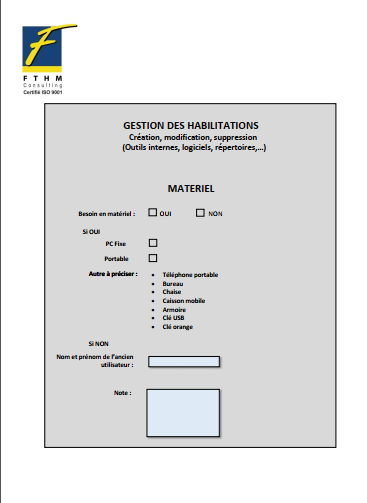 FTHM
Consulting
Certifié ISO 9001
GESTION DES HABILITATIONS
Création, modification, suppression
(Outils internes, logiciels, répertoires,…)
MATERIEL
Besoin en matériel : OUI NON
Si OUI
PC Fixe
Portable
Autre à préciser : • Téléphone portable
• Bureau
• Chaise
• Caisson mobile
• Armoire
• Clé USB
• Clé orange
Si NON
Nom et prénom de l'ancien
utilisateur :
Note :